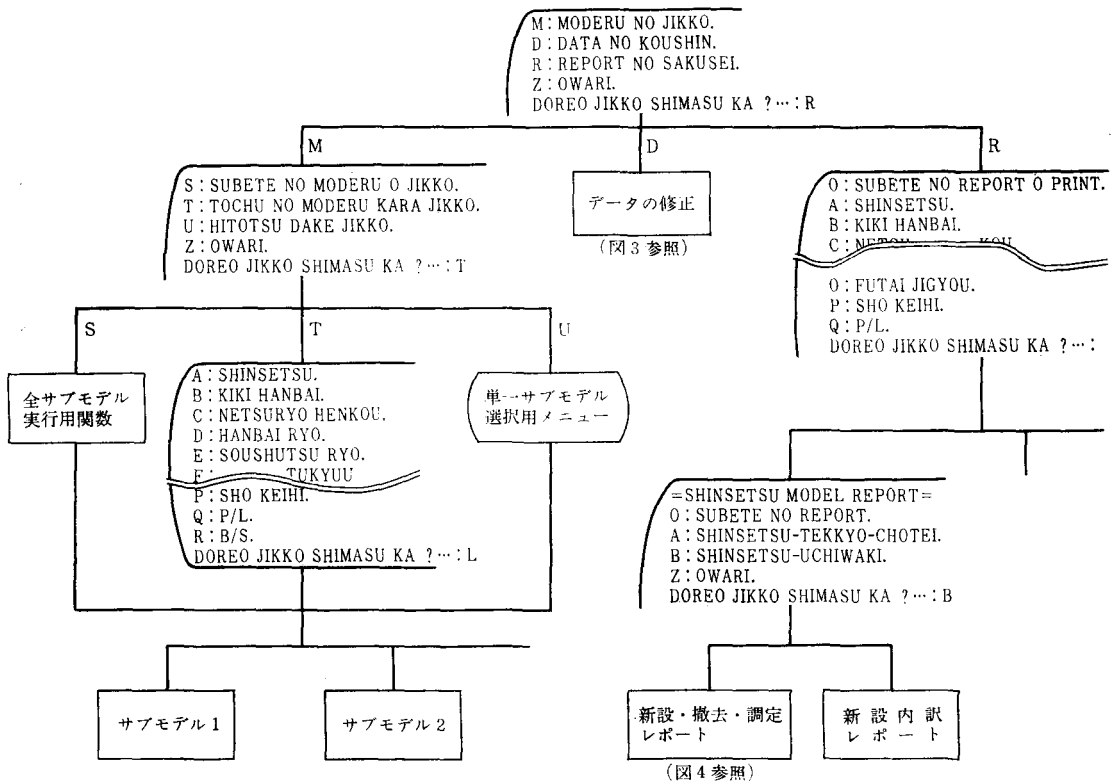 M：MODERU NO JIKKO.
D：DATA NO KOUSHIN.
R：REPORT NO SAKUSEI.
Z：OWARI.
DOREO JIKKO SHIMASU KA ?…：R
M
D
R
S：SUBETE NO MODERU O JIKKO.
T：TOCHU NO MODERU KARA JIKKO.
U：HITOTSU DAKE JIKKO.
Z：OWARI.
DOREO JIKKO SHIMASU KA ?…：T
データの修正
(図3参照)
O：SUBETE NO REPORT O PRINT.
A：SHINSETSU.
B：KIKI HANBAI.
C：
O：FUTAI JIGYOU.
P：SHO KEIHI.
Q：P/L.
DOREO JIKKO SHIMASU KA ?…：
S
T
U
全サブモデル
実行用関数
A：SHINSETSU.
B：KIKI HANBAI.
C：NETSURYO HENKOU.
D：HANBAI RYO.
E：SOUSHUTSU RYO.
F： TUKYUU
P：SHO KEIHI.
Q：P/L.
R：B/S.
DOREO JIKKO SHIMASU KA ?…：L
単一サブモデル
選択用メニュー
=SHINSETSU MODEL REPORT=
O：SUBETE NO REPORT.
A：SHINSETSU-TEKKYO-CHOTEI.
B：SHINSETSU-UCHIWAKI.
Z：OWARI.
DOREO JIKKO SHIMASU KA ?…：B
サブモデル1
サブモデル2
新設・撤去・調定
レポート
(図4参照)
新設内訳
レポート